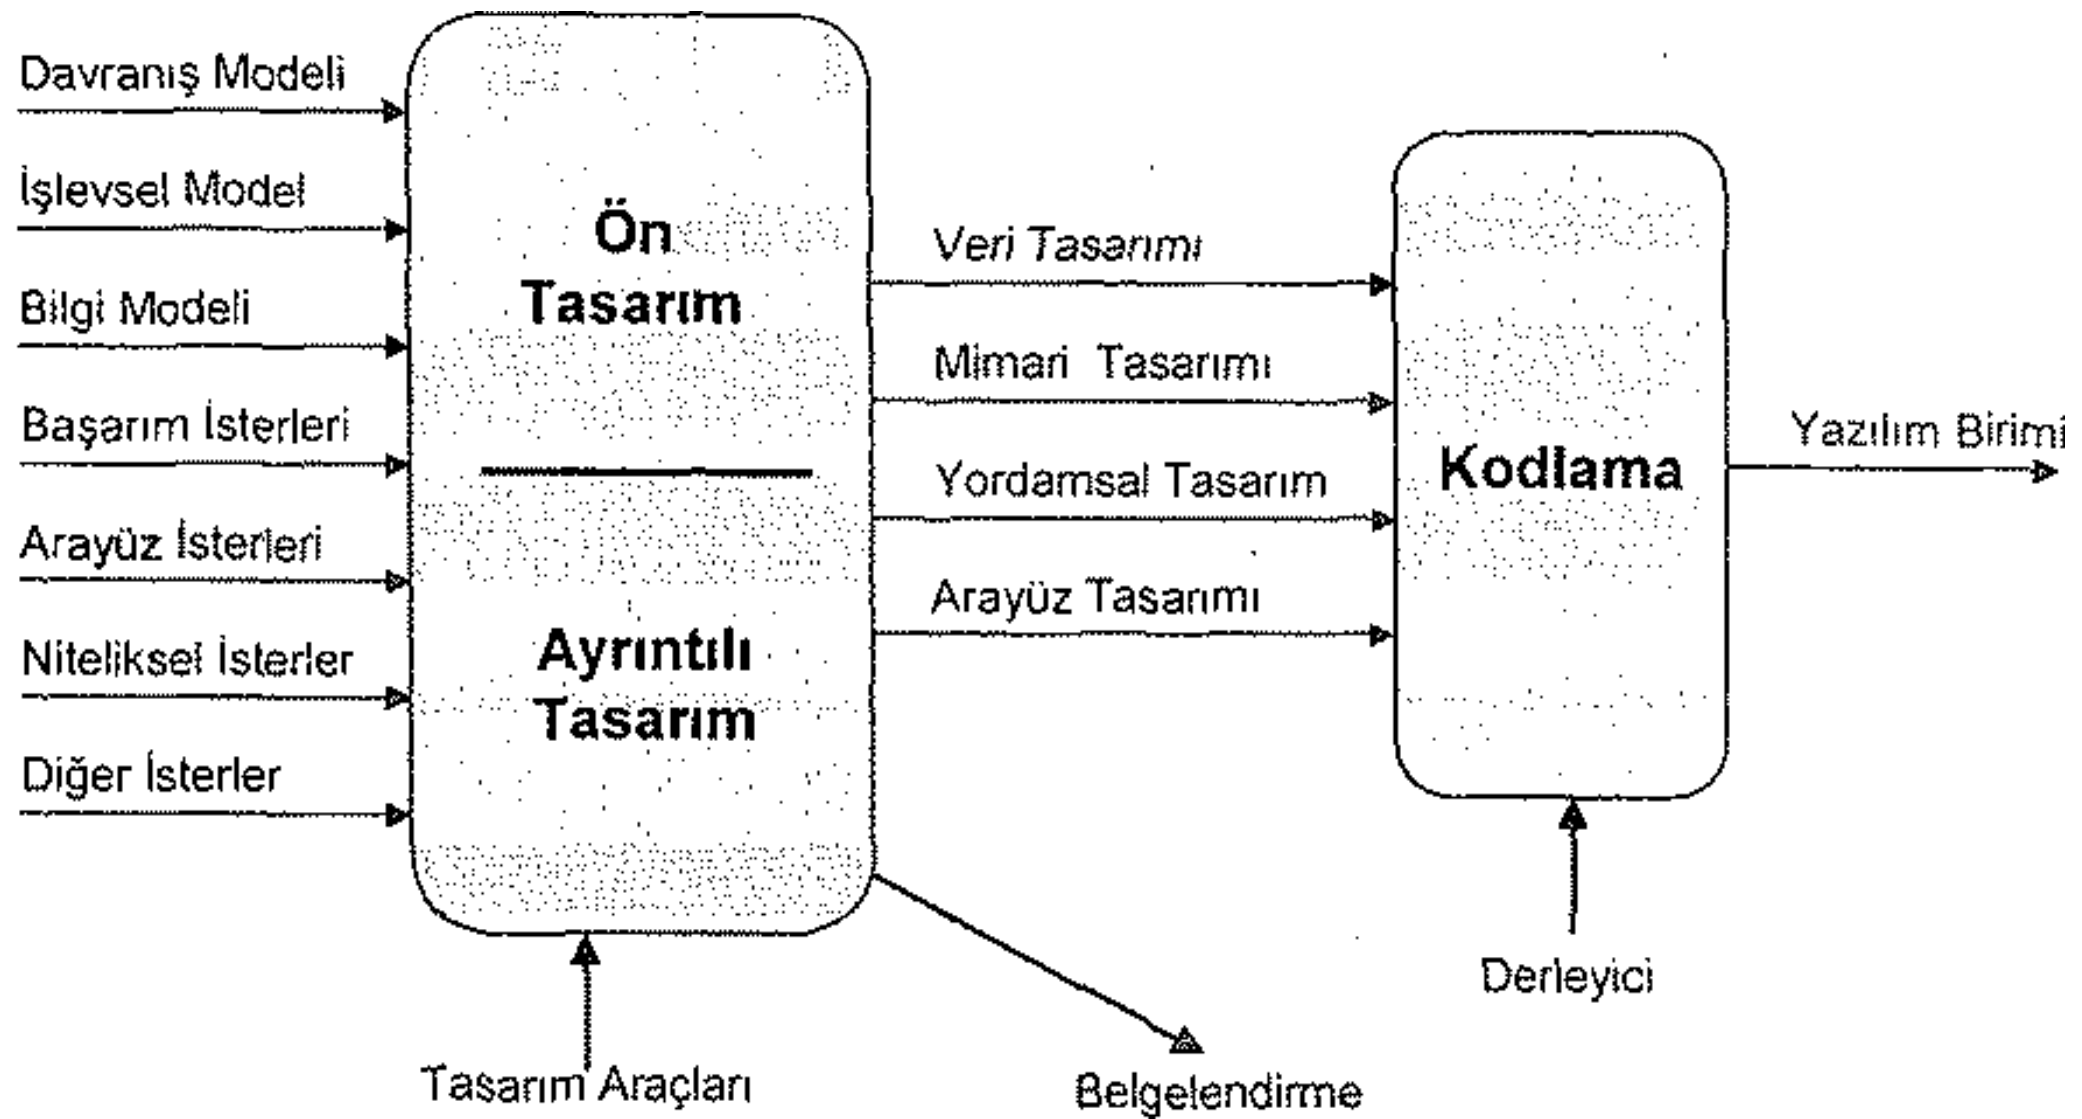 Davranış Modeli
İşlevsel Model
Bilgi Modeli
Başarım İsterleri
Arayüz İsterleri
Niteliksel İsterler
Diğer İsterler
Ön
Tasarım
Ayrıntılı
Tasarım
Tasarım Araçları
Veri Tasarımı
Mimari Tasarımı
Yordamsal Tasarım
Arayüz Tasarımı
Belgelendirme
Kodlama
Derleyici
Yazılım Birimi